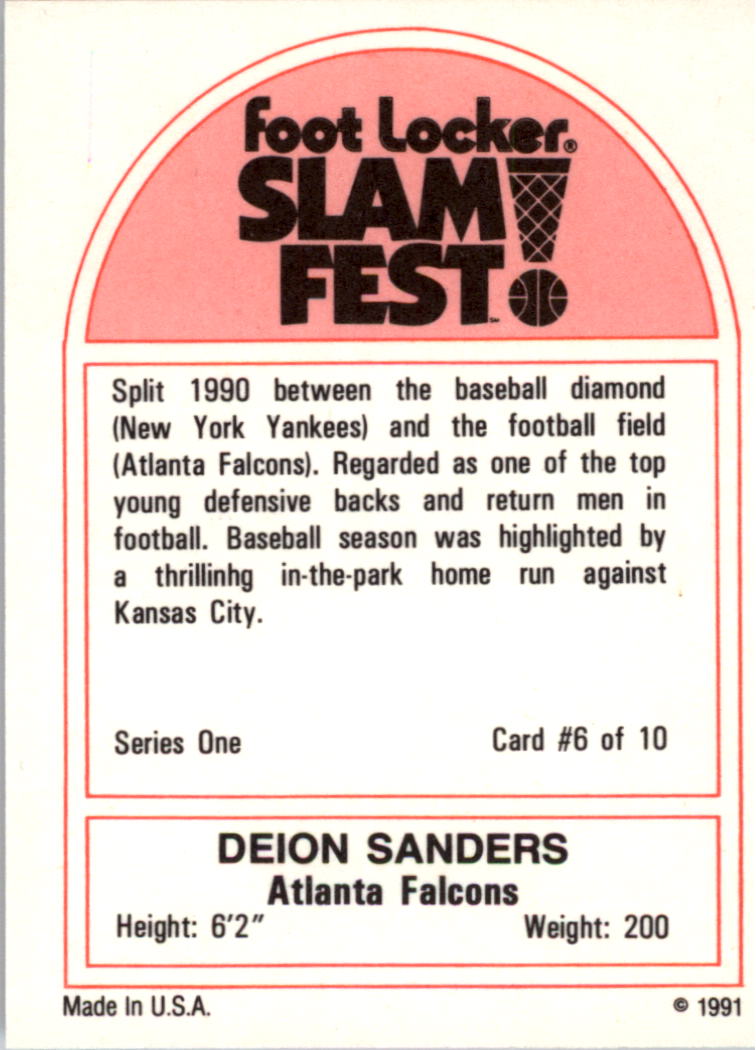 foot Locker®
SLAM
FEST! ℠
Split 1990 between the baseball diamond
(New York Yankees) and the football field
(Atlanta Falcons). Regarded as one of the top
young defensive backs and return men in
football. Baseball season was highlighted by
a thrillinhg in-the-park home run against
Kansas City.
Series One Card #6 of 10
DEION SANDERS
Atlanta Falcons
Height: 6'2" Weight: 200
Made In U.S.A. © 1991